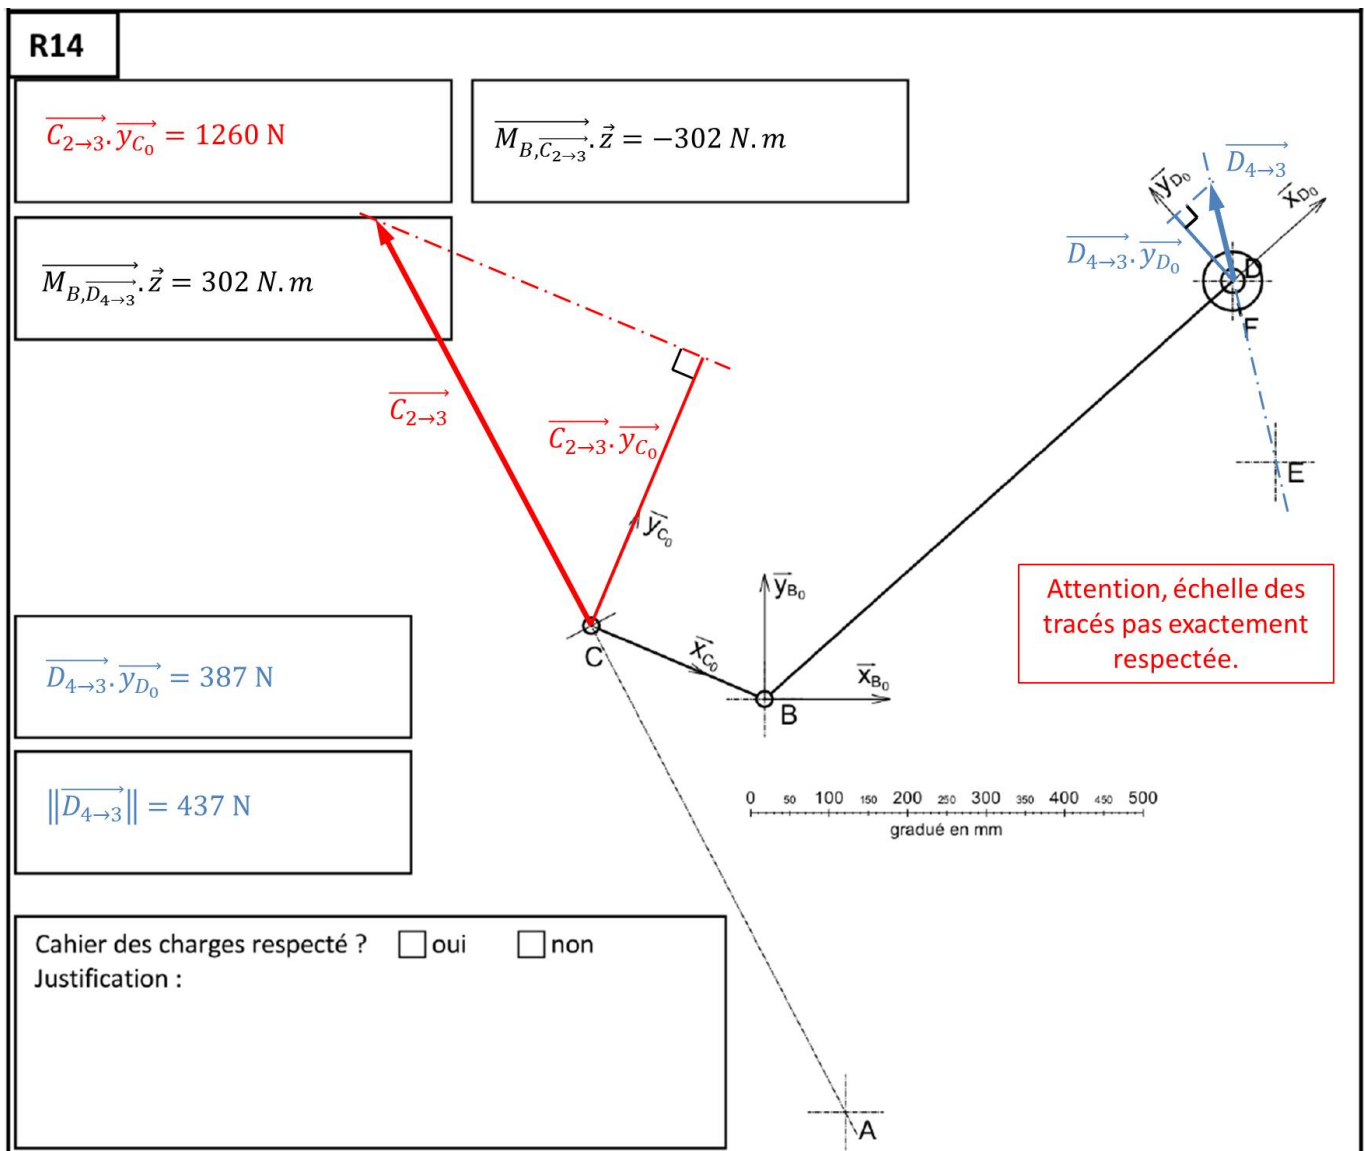 R14
C₂→₃.y_C₀ = 1260 N
M_B,C₂→₃.z = −302 N.m
M_B,D₄→₃.z = 302 N.m
D₄→₃
y_D₀
x_D₀
D₄→₃.y_D₀
D
F
E
C₂→₃
C₂→₃.y_C₀
y_C₀
y_B₀
C
x_C₀
x_B₀
B
Attention, échelle des
tracés pas exactement
respectée.
D₄→₃.y_D₀ = 387 N
‖D₄→₃‖ = 437 N
0 50 100 150 200 250 300 350 400 450 500
gradué en mm
Cahier des charges respecté ? oui non
Justification :
A